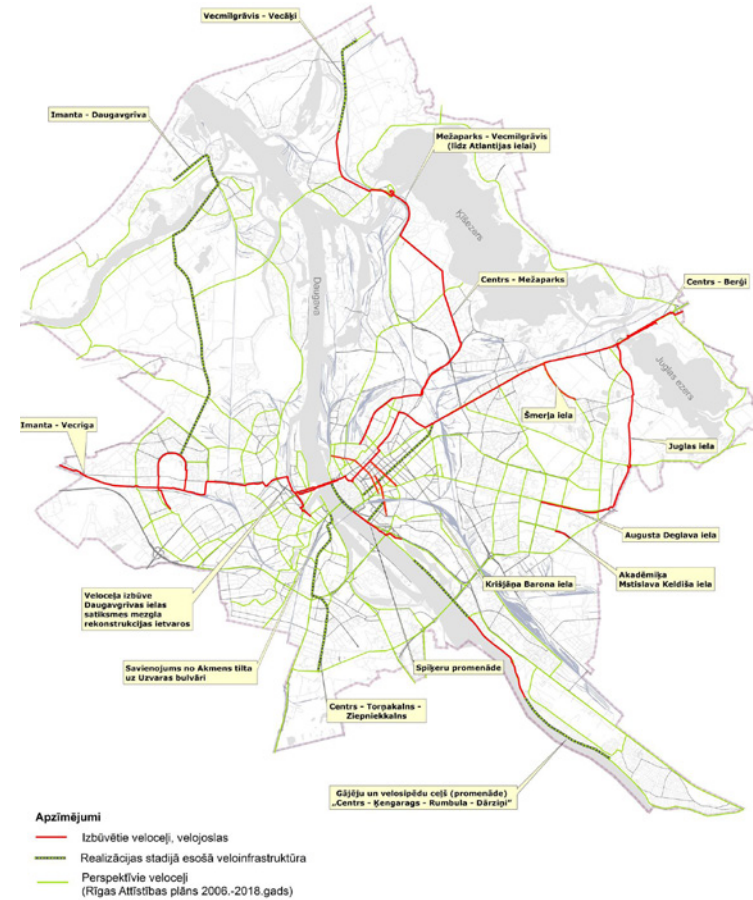 Vecmīlgrāvis - Vecāķi
Imanta - Daugavgrīva
Mežaparks - Vecmīlgrāvis
(līdz Atlantijas ielai)
Ķīšezers
Daugava
Centrs - Mežaparks
Centrs - Berģi
Juglas ezers
Šmerļa iela
Imanta - Vecrīga
Juglas iela
Augusta Deglava iela
Akadēmiķa
Mstislava Keldiša iela
Krišjāņa Barona iela
Veloceļa izbūve
Daugavgrīvas ielas
satiksmes mezgla
rekonstrukcijas ietvaros
Savienojums no Akmens tilta
uz Uzvaras bulvāri
Spīķeru promenāde
Centrs - Torņakalns -
Ziepniekkalns
Gājēju un velosipēdu ceļš (promenāde)
„Centrs - Ķengarags - Rumbula - Dārziņi"
Apzīmējumi
Izbūvētie veloceļi, velojoslas
Realizācijas stadijā esošā veloinfrastruktūra
Perspektīvie veloceļi
(Rīgas Attīstības plāns 2006.-2018.gads)